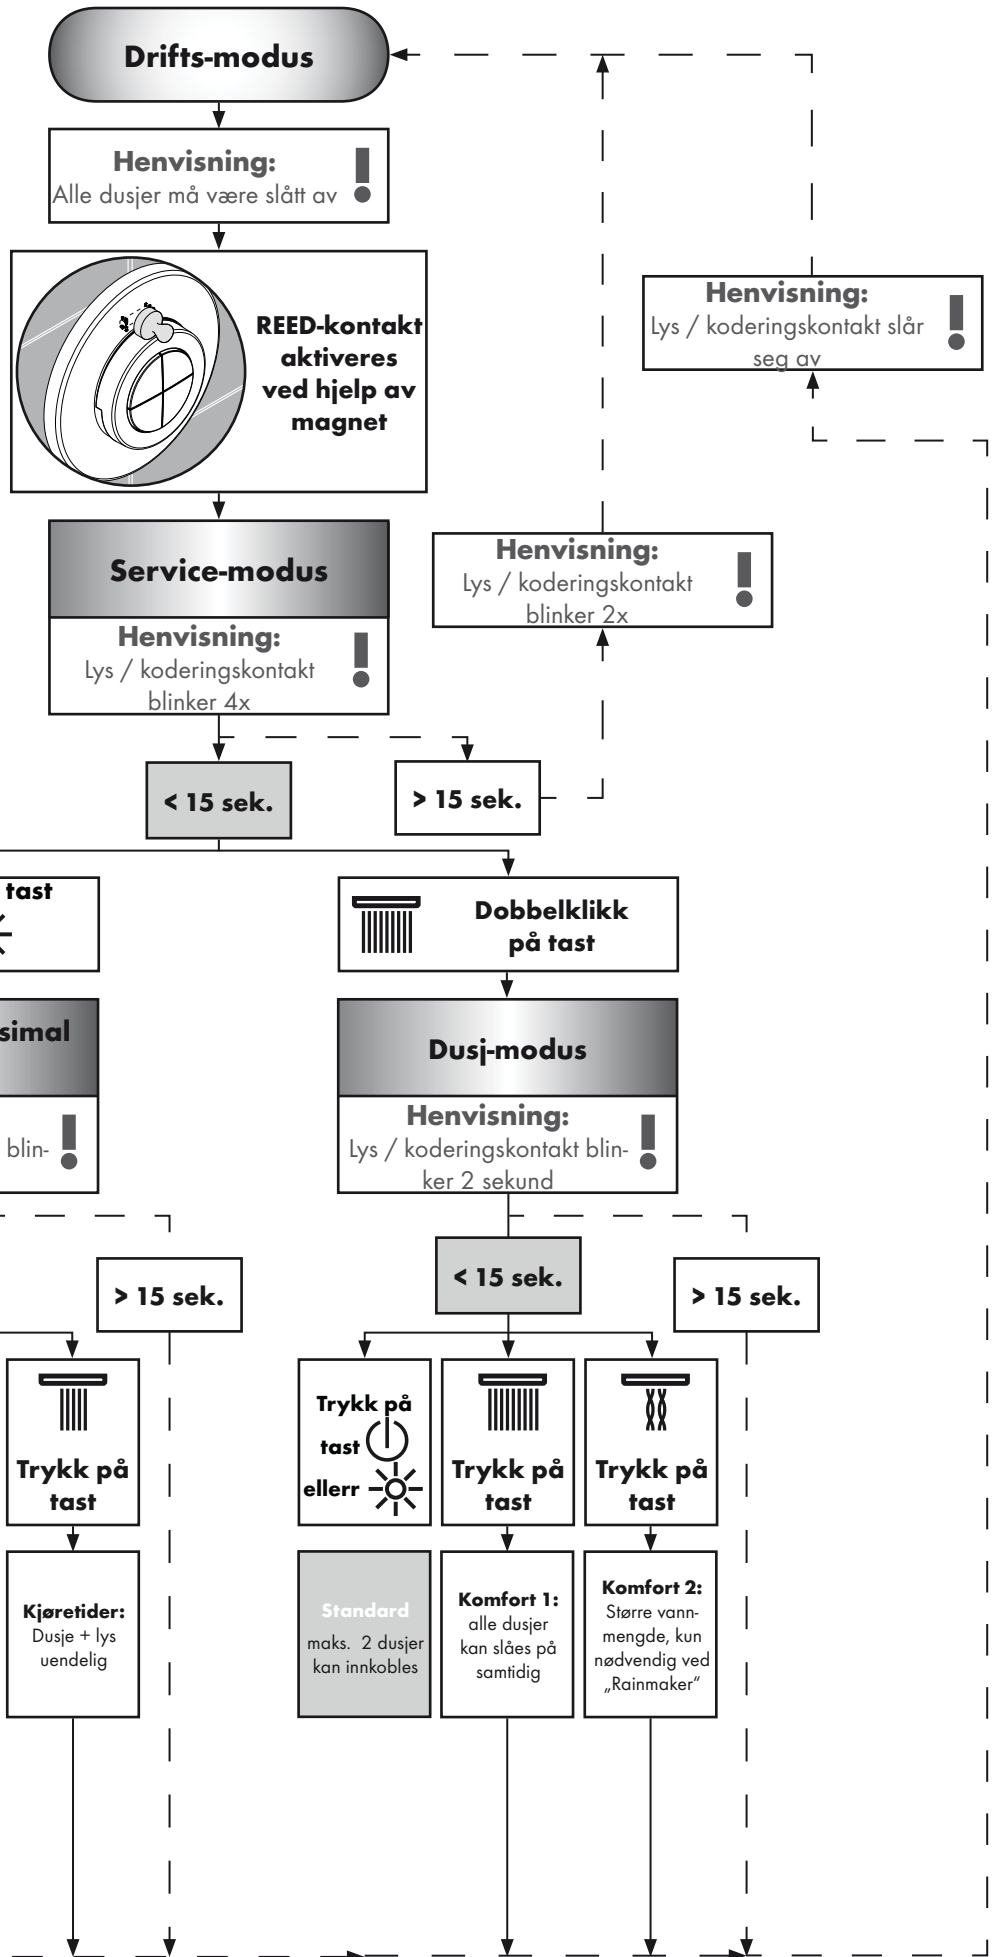 Drifts-modus
Henvisning:
Alle dusjer må være slått av
REED-kontakt
aktiveres
ved hjelp av
magnet
Henvisning:
Lys / koderingskontakt slår
seg av
Service-modus
Henvisning:
Lys / koderingskontakt
blinker 4x
Henvisning:
Lys / koderingskontakt
blinker 2x
< 15 sek.
> 15 sek.
tast
Dobbelklikk
på tast
simal
blin-
Dusj-modus
Henvisning:
Lys / koderingskontakt blin-
ker 2 sekund
> 15 sek.
< 15 sek.
> 15 sek.
Trykk på
tast
Trykk på
tast
ellerr
Trykk på
tast
Trykk på
tast
Kjøretider:
Dusje + lys
uendelig
Standard
maks. 2 dusjer
kan innkobles
Komfort 1:
alle dusjer
kan slåes på
samtidig
Komfort 2:
Større vann-
mengde, kun
nødvendig ved
„Rainmaker“